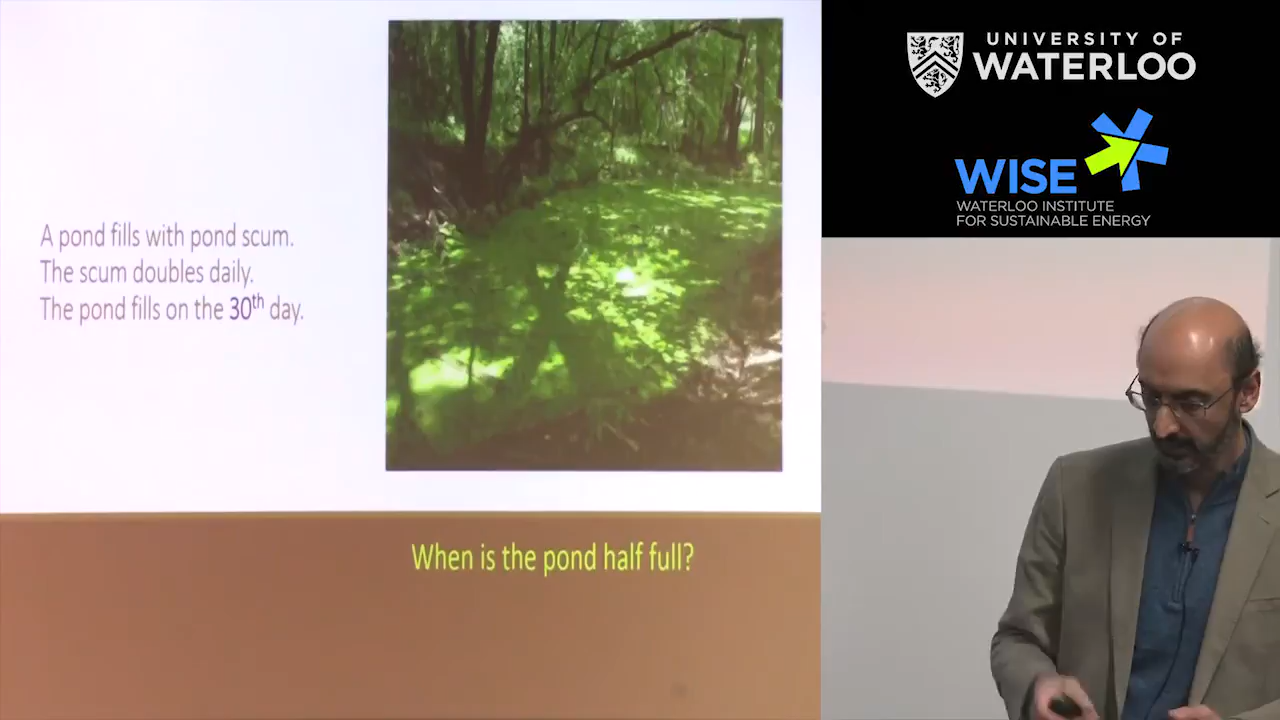 A pond fills with pond scum.
The scum doubles daily.
The pond fills on the 30th day.
When is the pond half full?
UNIVERSITY OF
WATERLOO
WISE
WATERLOO INSTITUTE
FOR SUSTAINABLE ENERGY